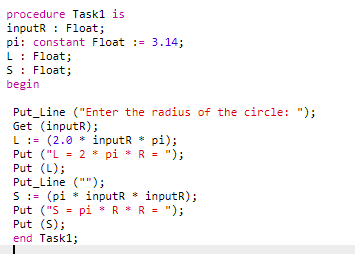 procedure Task1 is
inputR : Float;
pi: constant Float := 3.14;
L : Float;
S : Float;
begin
Put_Line ("Enter the radius of the circle: ");
Get (inputR);
L := (2.0 * inputR * pi);
Put ("L = 2 * pi * R = ");
Put (L);
Put_Line ("");
S := (pi * inputR * inputR);
Put ("S = pi * R * R = ");
Put (S);
end Task1;